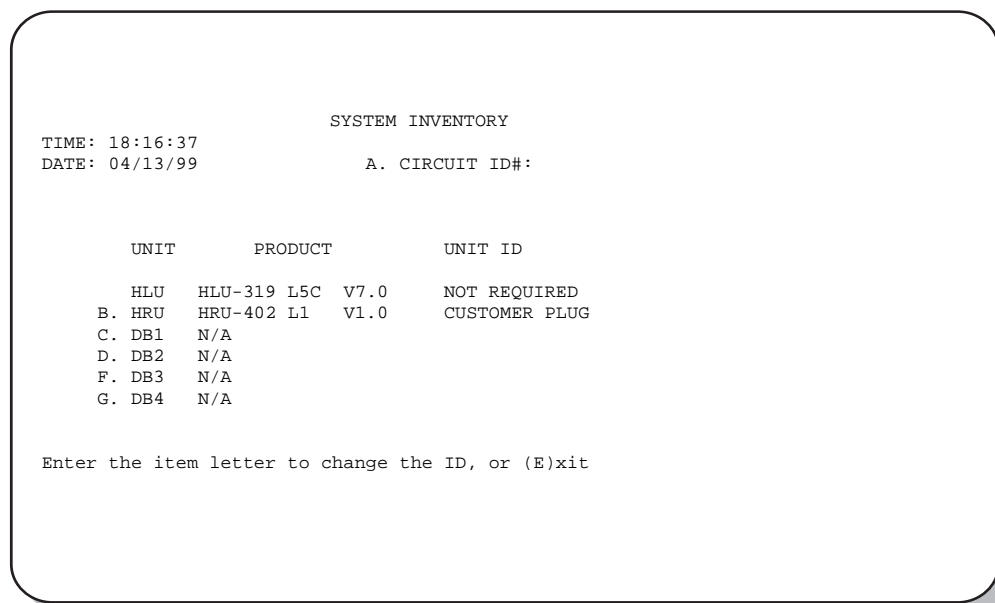 SYSTEM INVENTORY
TIME: 18:16:37
DATE: 04/13/99 A. CIRCUIT ID#:
UNIT PRODUCT UNIT ID
HLU HLU-319 L5C V7.0 NOT REQUIRED
B. HRU HRU-402 L1 V1.0 CUSTOMER PLUG
C. DB1 N/A
D. DB2 N/A
F. DB3 N/A
G. DB4 N/A
Enter the item letter to change the ID, or (E)xit